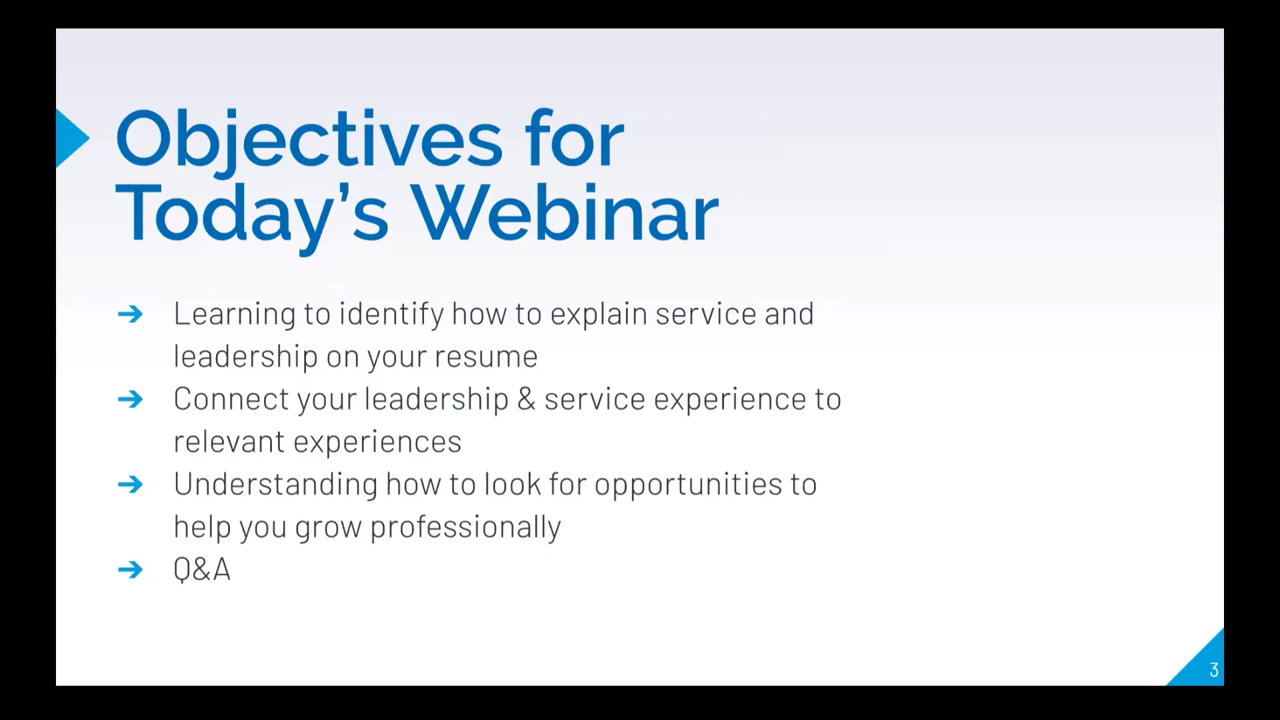 Objectives for
Today’s Webinar
➔ Learning to identify how to explain service and
leadership on your resume
➔ Connect your leadership & service experience to
relevant experiences
➔ Understanding how to look for opportunities to
help you grow professionally
➔ Q&A
3